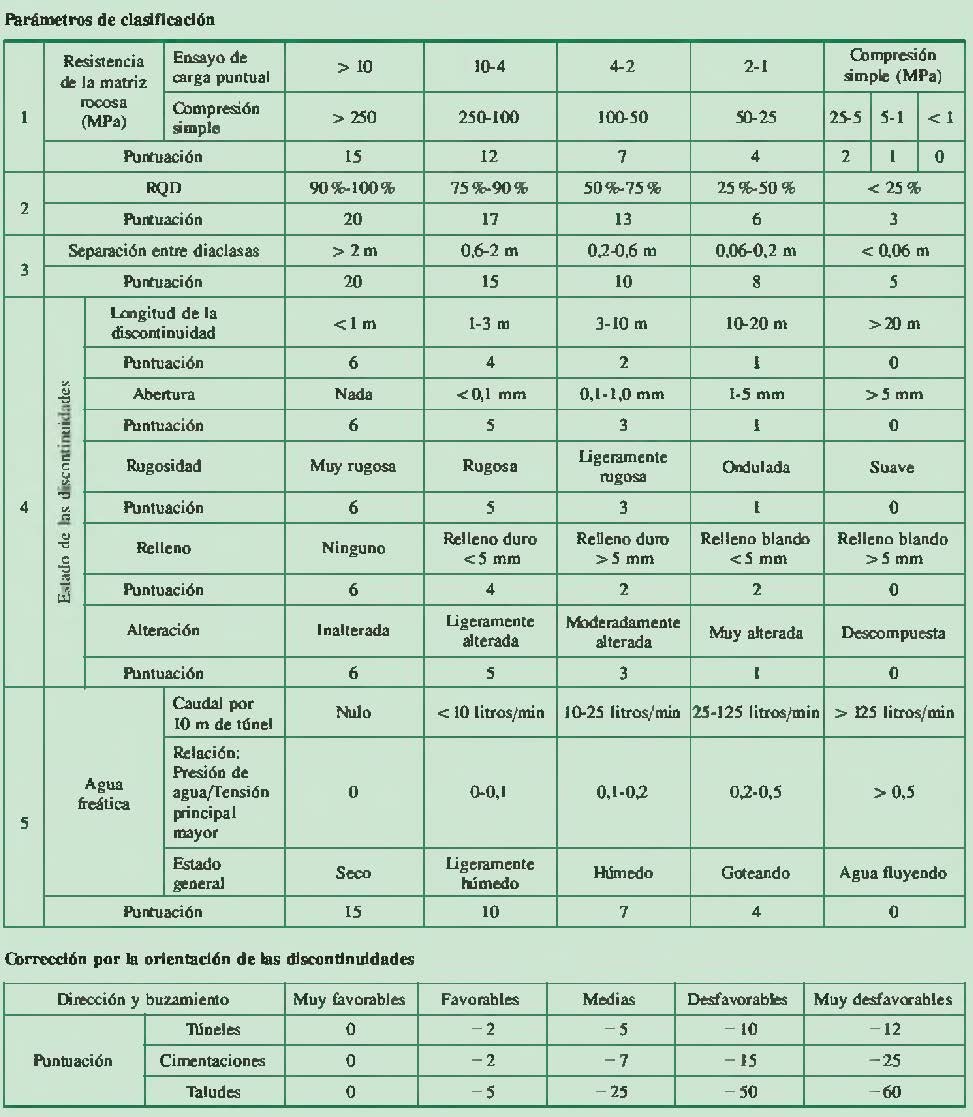 Parámetros de clasificación
1
Resistencia de la matriz rocosa (MPa)
Ensayo de carga puntual
> 10
10-4
4-2
2-1
Compresión simple (MPa)
Compresión simple
> 250
250-100
100-50
50-25
25-5
5-1
< 1
Puntuación
15
12
7
4
2
1
0
2
RQD
90 %-100 %
75 %-90 %
50 %-75 %
25 %-50 %
< 25 %
Puntuación
20
17
13
6
3
3
Separación entre diaclasas
> 2 m
0,6-2 m
0,2-0,6 m
0,06-0,2 m
< 0,06 m
Puntuación
20
15
10
8
5
4
Estado de las discontinuidades
Longitud de la discontinuidad
< 1 m
1-3 m
3-10 m
10-20 m
> 20 m
Puntuación
6
4
2
1
0
Abertura
Nada
< 0,1 mm
0,1-1,0 mm
1-5 mm
> 5 mm
Puntuación
6
5
3
1
0
Rugosidad
Muy rugosa
Rugosa
Ligeramente rugosa
Ondulada
Suave
Puntuación
6
5
3
1
0
Relleno
Ninguno
Relleno duro < 5 mm
Relleno duro > 5 mm
Relleno blando < 5 mm
Relleno blando > 5 mm
Puntuación
6
4
2
2
0
Alteración
Inalterada
Ligeramente alterada
Moderadamente alterada
Muy alterada
Descompuesta
Puntuación
6
5
3
1
0
5
Agua freática
Caudal por 10 m de túnel
Nulo
< 10 litros/min
10-25 litros/min
25-125 litros/min
> 125 litros/min
Relación: Presión de agua/Tensión principal mayor
0
0-0,1
0,1-0,2
0,2-0,5
> 0,5
Estado general
Seco
Ligeramente húmedo
Húmedo
Goteando
Agua fluyendo
Puntuación
15
10
7
4
0
Corrección por la orientación de las discontinuidades
Dirección y buzamiento
Muy favorables
Favorables
Medias
Desfavorables
Muy desfavorables
Puntuación
Túneles
0
− 2
− 5
− 10
− 12
Cimentaciones
0
− 2
− 7
− 15
− 25
Taludes
0
− 5
− 25
− 50
− 60